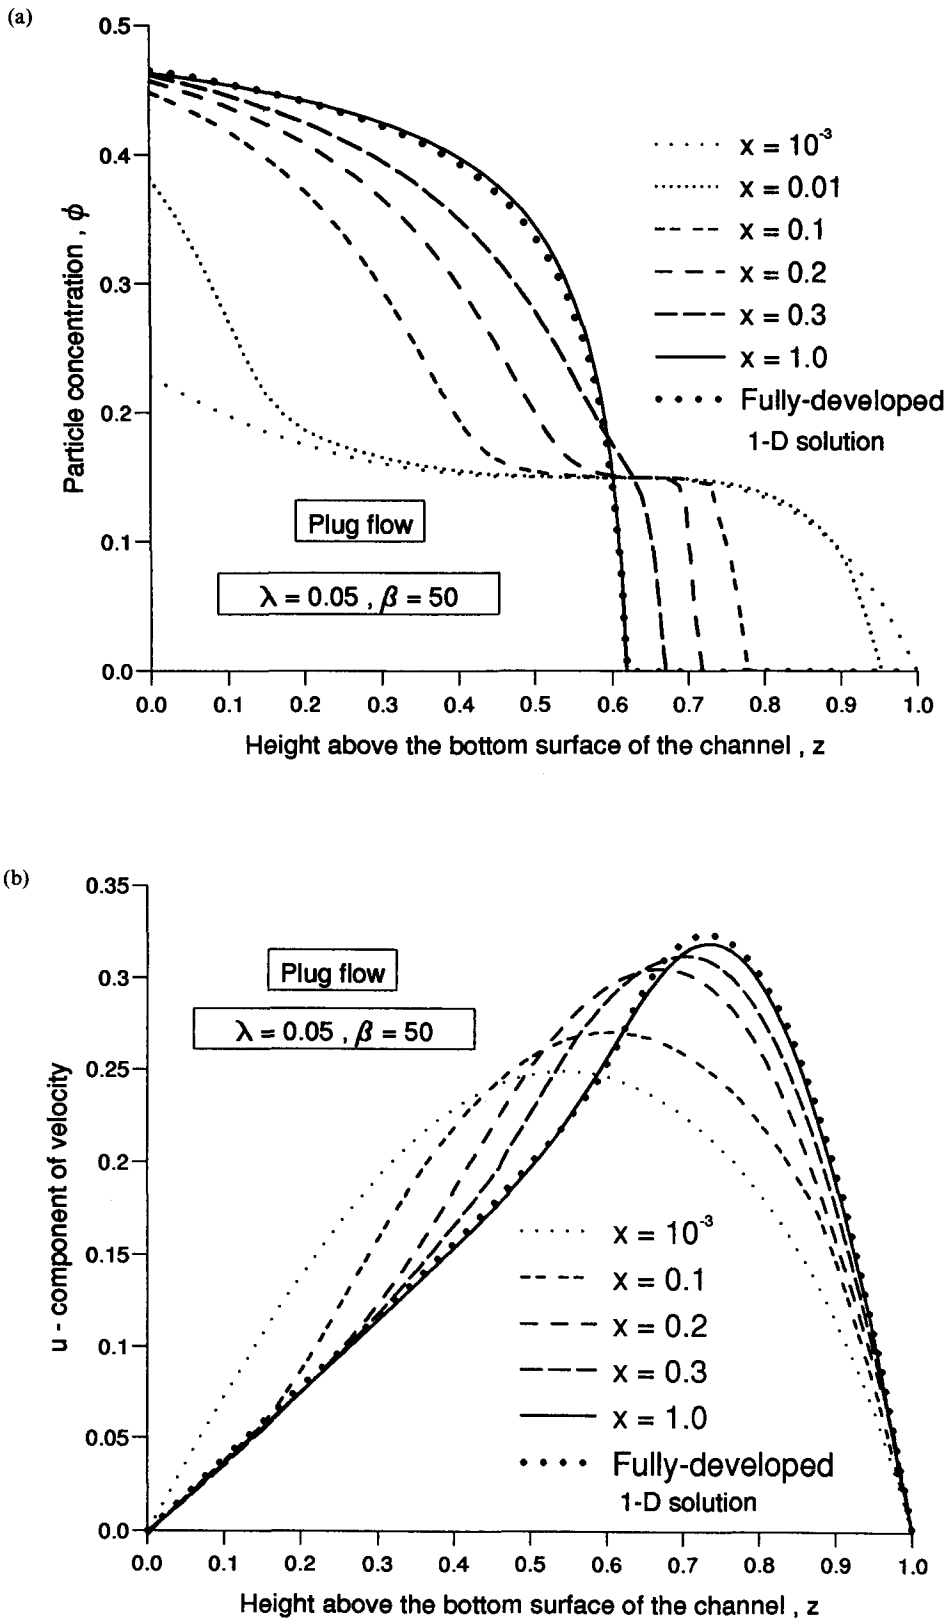 (a)
0.5
0.4
0.3
0.2
0.1
0.0
Particle concentration , ϕ
x = 10⁻³
x = 0.01
x = 0.1
x = 0.2
x = 0.3
x = 1.0
Fully-developed
1-D solution
Plug flow
λ = 0.05 , β = 50
0.0 0.1 0.2 0.3 0.4 0.5 0.6 0.7 0.8 0.9 1.0
Height above the bottom surface of the channel , z
(b)
0.35
0.3
0.25
0.2
0.15
0.1
0.05
0.0
u - component of velocity
Plug flow
λ = 0.05 , β = 50
x = 10⁻³
x = 0.1
x = 0.2
x = 0.3
x = 1.0
Fully-developed
1-D solution
0.0 0.1 0.2 0.3 0.4 0.5 0.6 0.7 0.8 0.9 1.0
Height above the bottom surface of the channel , z